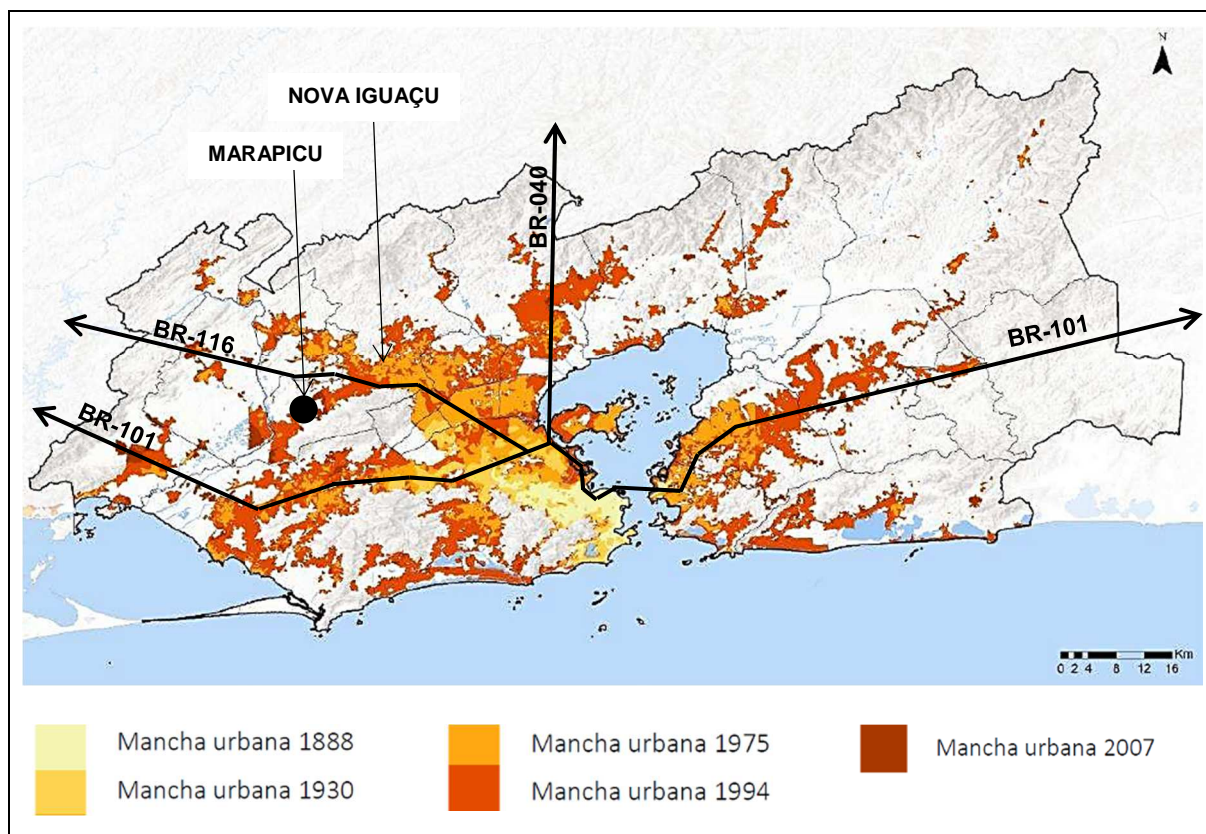 N
NOVA IGUAÇU
MARAPICU
BR-040
BR-116
BR-101
BR-101
Km
0 2 4 8 12 16
Mancha urbana 1888
Mancha urbana 1975
Mancha urbana 2007
Mancha urbana 1930
Mancha urbana 1994